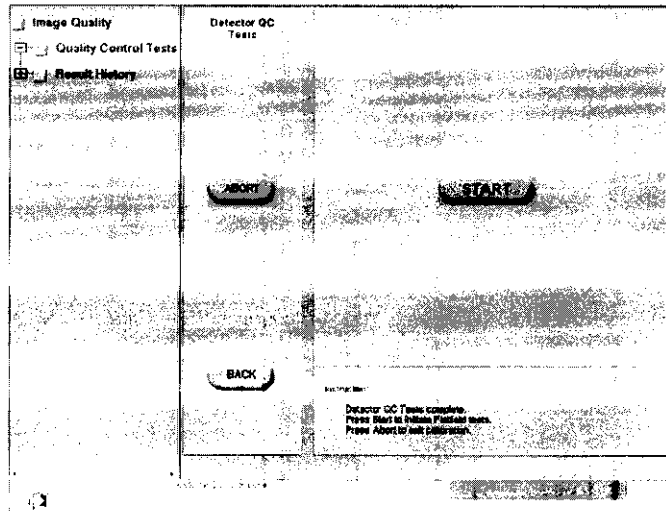 Image Quality
Quality Control Tests
Result History
Detector QC
Tests
ABORT
START
BACK
Detector QC Tests complete.
Press Start to initiate Flatfield tests.
Press Abort to exit calibration.